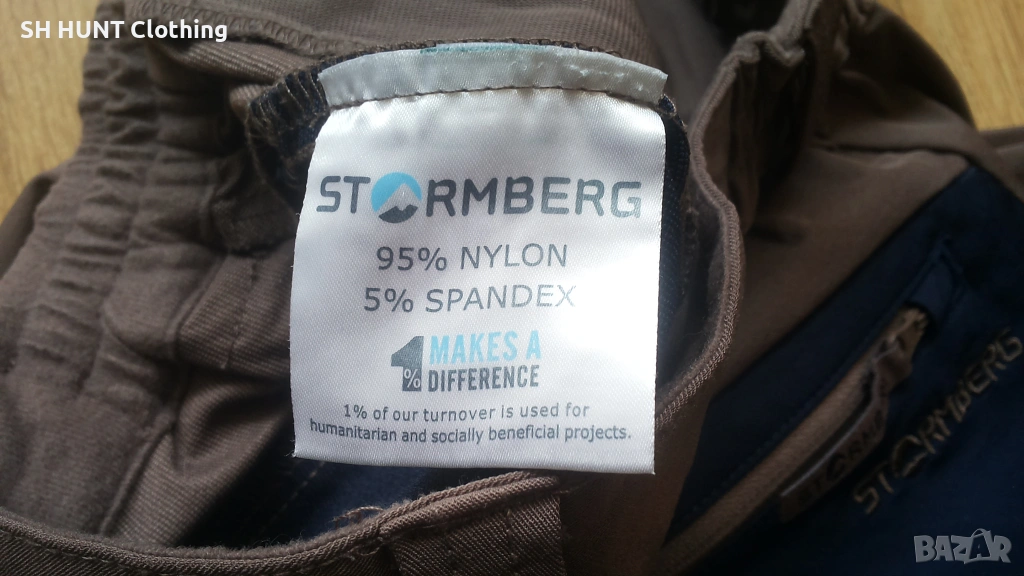 SH HUNT Clothing
STORMBERG
95% NYLON
5% SPANDEX
1% MAKES A
DIFFERENCE
1% of our turnover is used for
humanitarian and socially beneficial projects.
STORMBERG
BAZAR